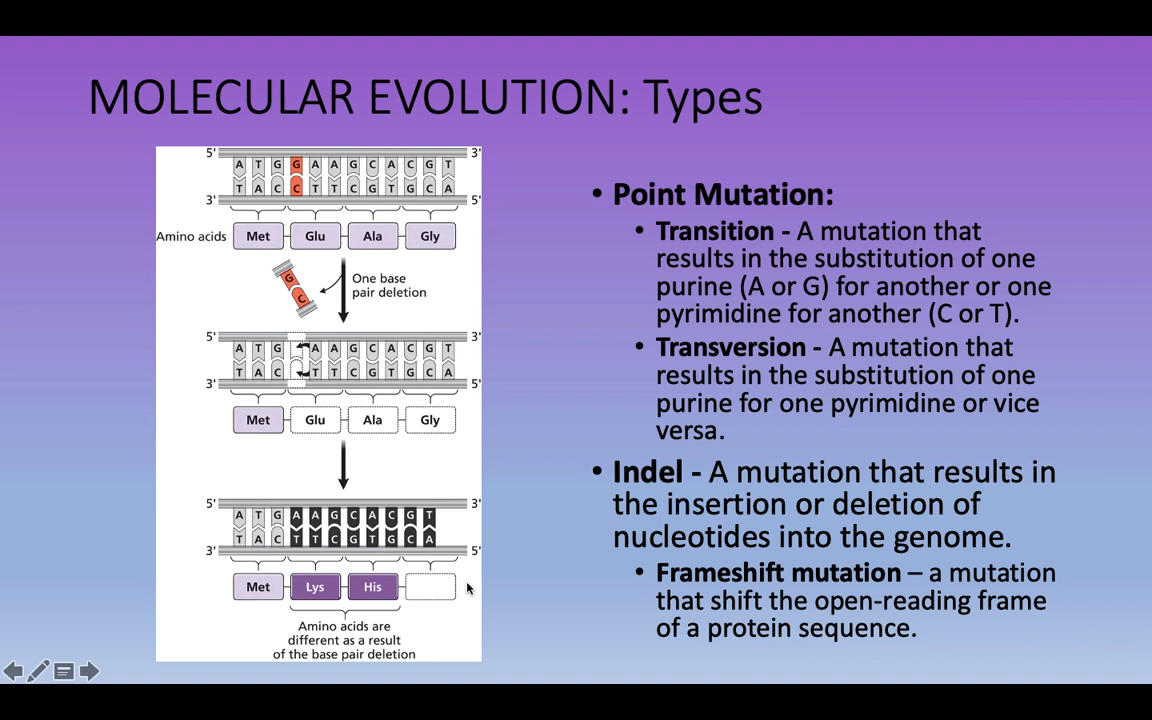 MOLECULAR EVOLUTION: Types
5' A T G G A A G C A C G T 3'
3' T A C C T T C G T G C A 5'
Amino acids Met Glu Ala Gly
G
C
One base
pair deletion
5' A T G A A G C A C G T 3'
3' T A C T T C G T G C A 5'
Met Glu Ala Gly
5' A T G A A G C A C G T 3'
3' T A C T T C G T G C A 5'
Met Lys His
Amino acids are
different as a result
of the base pair deletion
• Point Mutation:
• Transition - A mutation that
results in the substitution of one
purine (A or G) for another or one
pyrimidine for another (C or T).
• Transversion - A mutation that
results in the substitution of one
purine for one pyrimidine or vice
versa.
• Indel - A mutation that results in
the insertion or deletion of
nucleotides into the genome.
• Frameshift mutation – a mutation
that shift the open-reading frame
of a protein sequence.